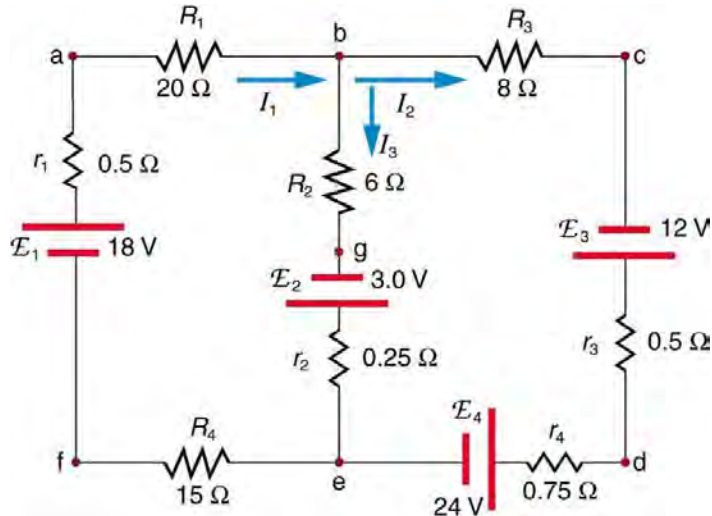 R₁
b
R₃
a
c
20 Ω
I₁
I₂
8 Ω
I₃
r₁
0.5 Ω
R₂
6 Ω
ℰ₁
18 V
g
ℰ₃
12 V
ℰ₂
3.0 V
r₂
0.25 Ω
r₃
0.5 Ω
R₄
ℰ₄
r₄
f
e
d
15 Ω
24 V
0.75 Ω